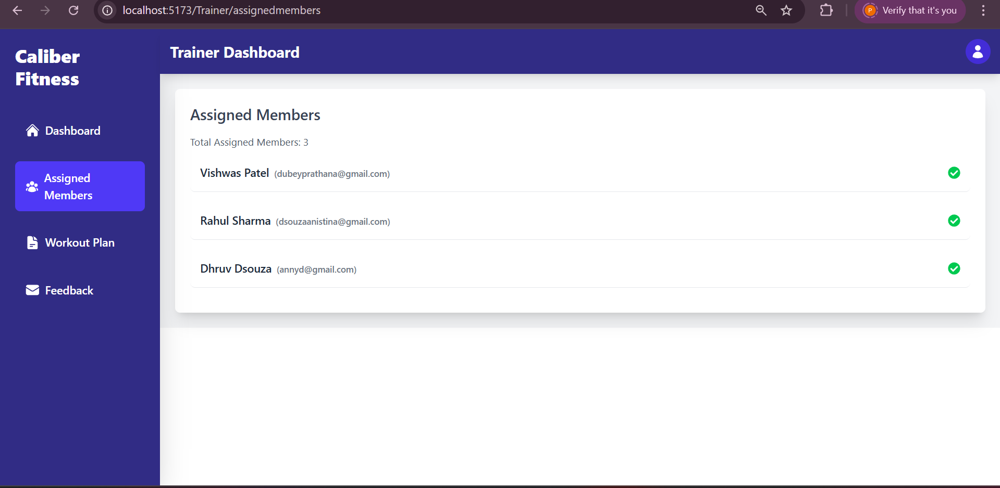 localhost:5173/Trainer/assignedmembers
P
Verify that it's you
Caliber
Fitness
Trainer Dashboard
Dashboard
Assigned
Members
Workout Plan
Feedback
Assigned Members
Total Assigned Members: 3
Vishwas Patel (dubeyprathana@gmail.com)
Rahul Sharma (dsouzaanistina@gmail.com)
Dhruv Dsouza (annyd@gmail.com)